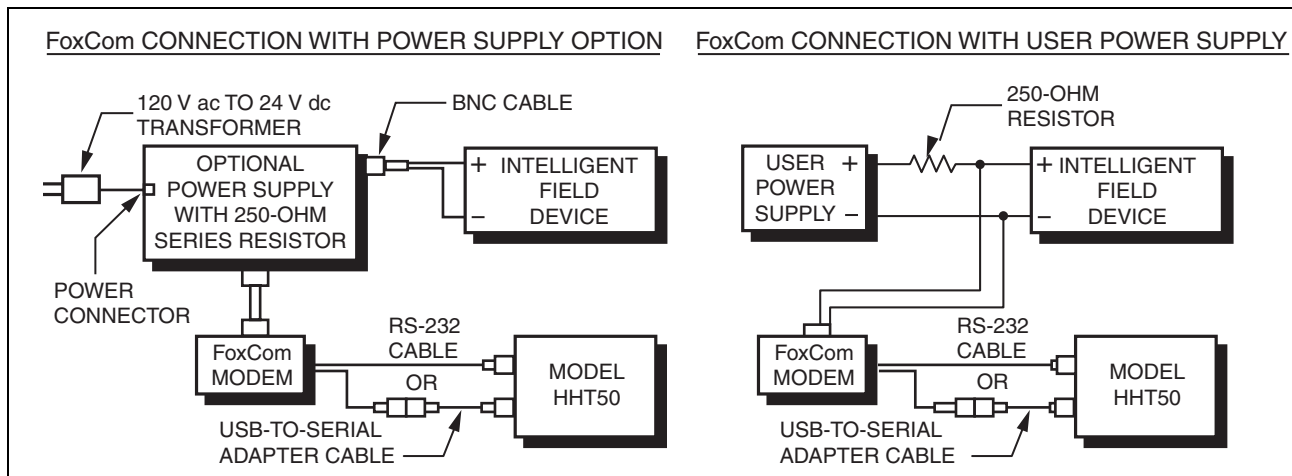 FoxCom CONNECTION WITH POWER SUPPLY OPTION
120 V ac TO 24 V dc
TRANSFORMER
BNC CABLE
OPTIONAL
POWER SUPPLY
WITH 250-OHM
SERIES RESISTOR
+ INTELLIGENT
FIELD
− DEVICE
POWER
CONNECTOR
FoxCom
MODEM
RS-232
CABLE
OR
MODEL
HHT50
USB-TO-SERIAL
ADAPTER CABLE
FoxCom CONNECTION WITH USER POWER SUPPLY
250-OHM
RESISTOR
USER +
POWER
SUPPLY −
+ INTELLIGENT
FIELD
− DEVICE
FoxCom
MODEM
RS-232
CABLE
OR
MODEL
HHT50
USB-TO-SERIAL
ADAPTER CABLE